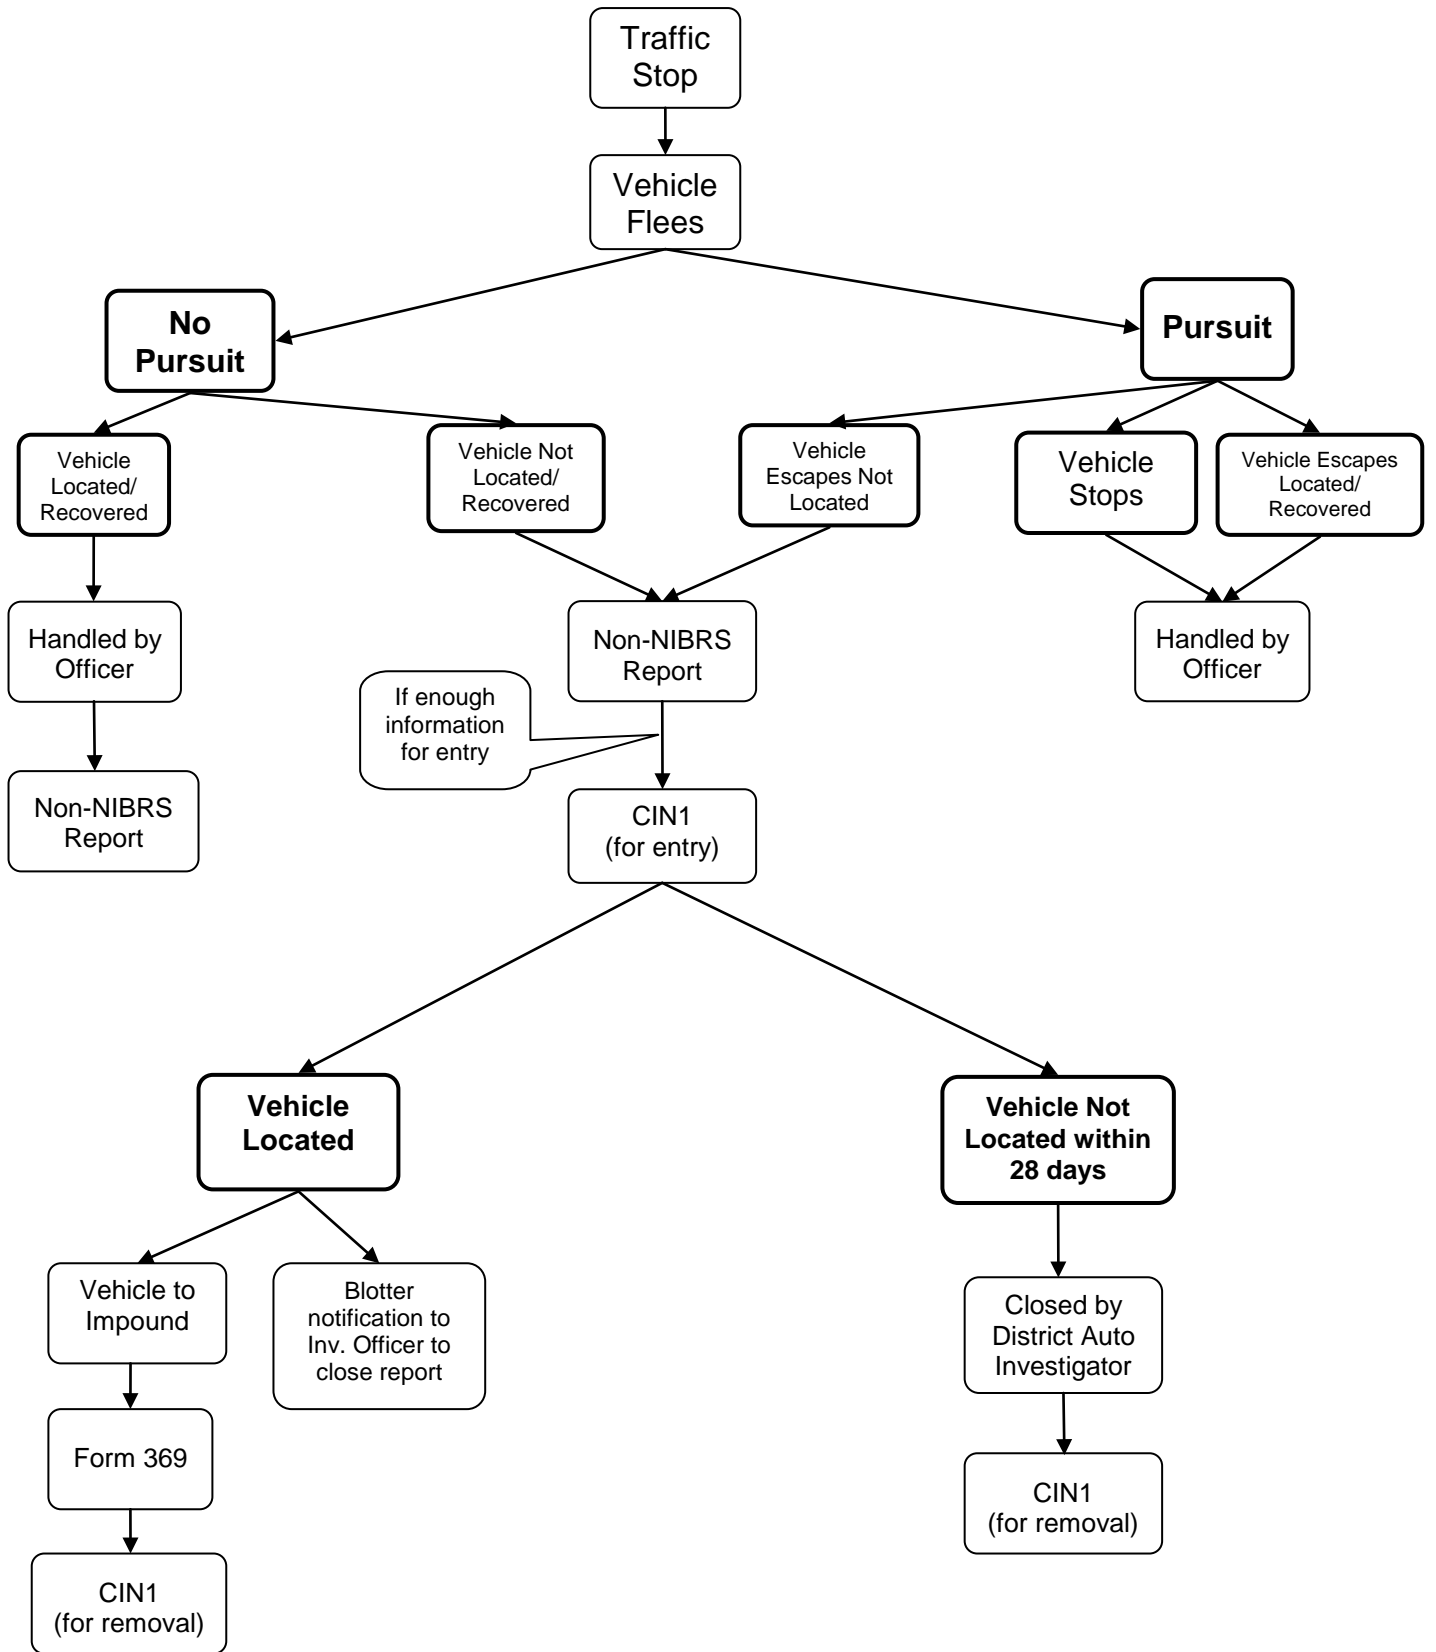 Traffic
Stop
Vehicle
Flees
No
Pursuit
Pursuit
Vehicle
Located/
Recovered
Vehicle Not
Located/
Recovered
Vehicle
Escapes Not
Located
Vehicle
Stops
Vehicle Escapes
Located/
Recovered
Handled by
Officer
Non-NIBRS
Report
Handled by
Officer
If enough
information
for entry
Non-NIBRS
Report
CIN1
(for entry)
Vehicle
Located
Vehicle Not
Located within
28 days
Vehicle to
Impound
Blotter
notification to
Inv. Officer to
close report
Closed by
District Auto
Investigator
Form 369
CIN1
(for removal)
CIN1
(for removal)